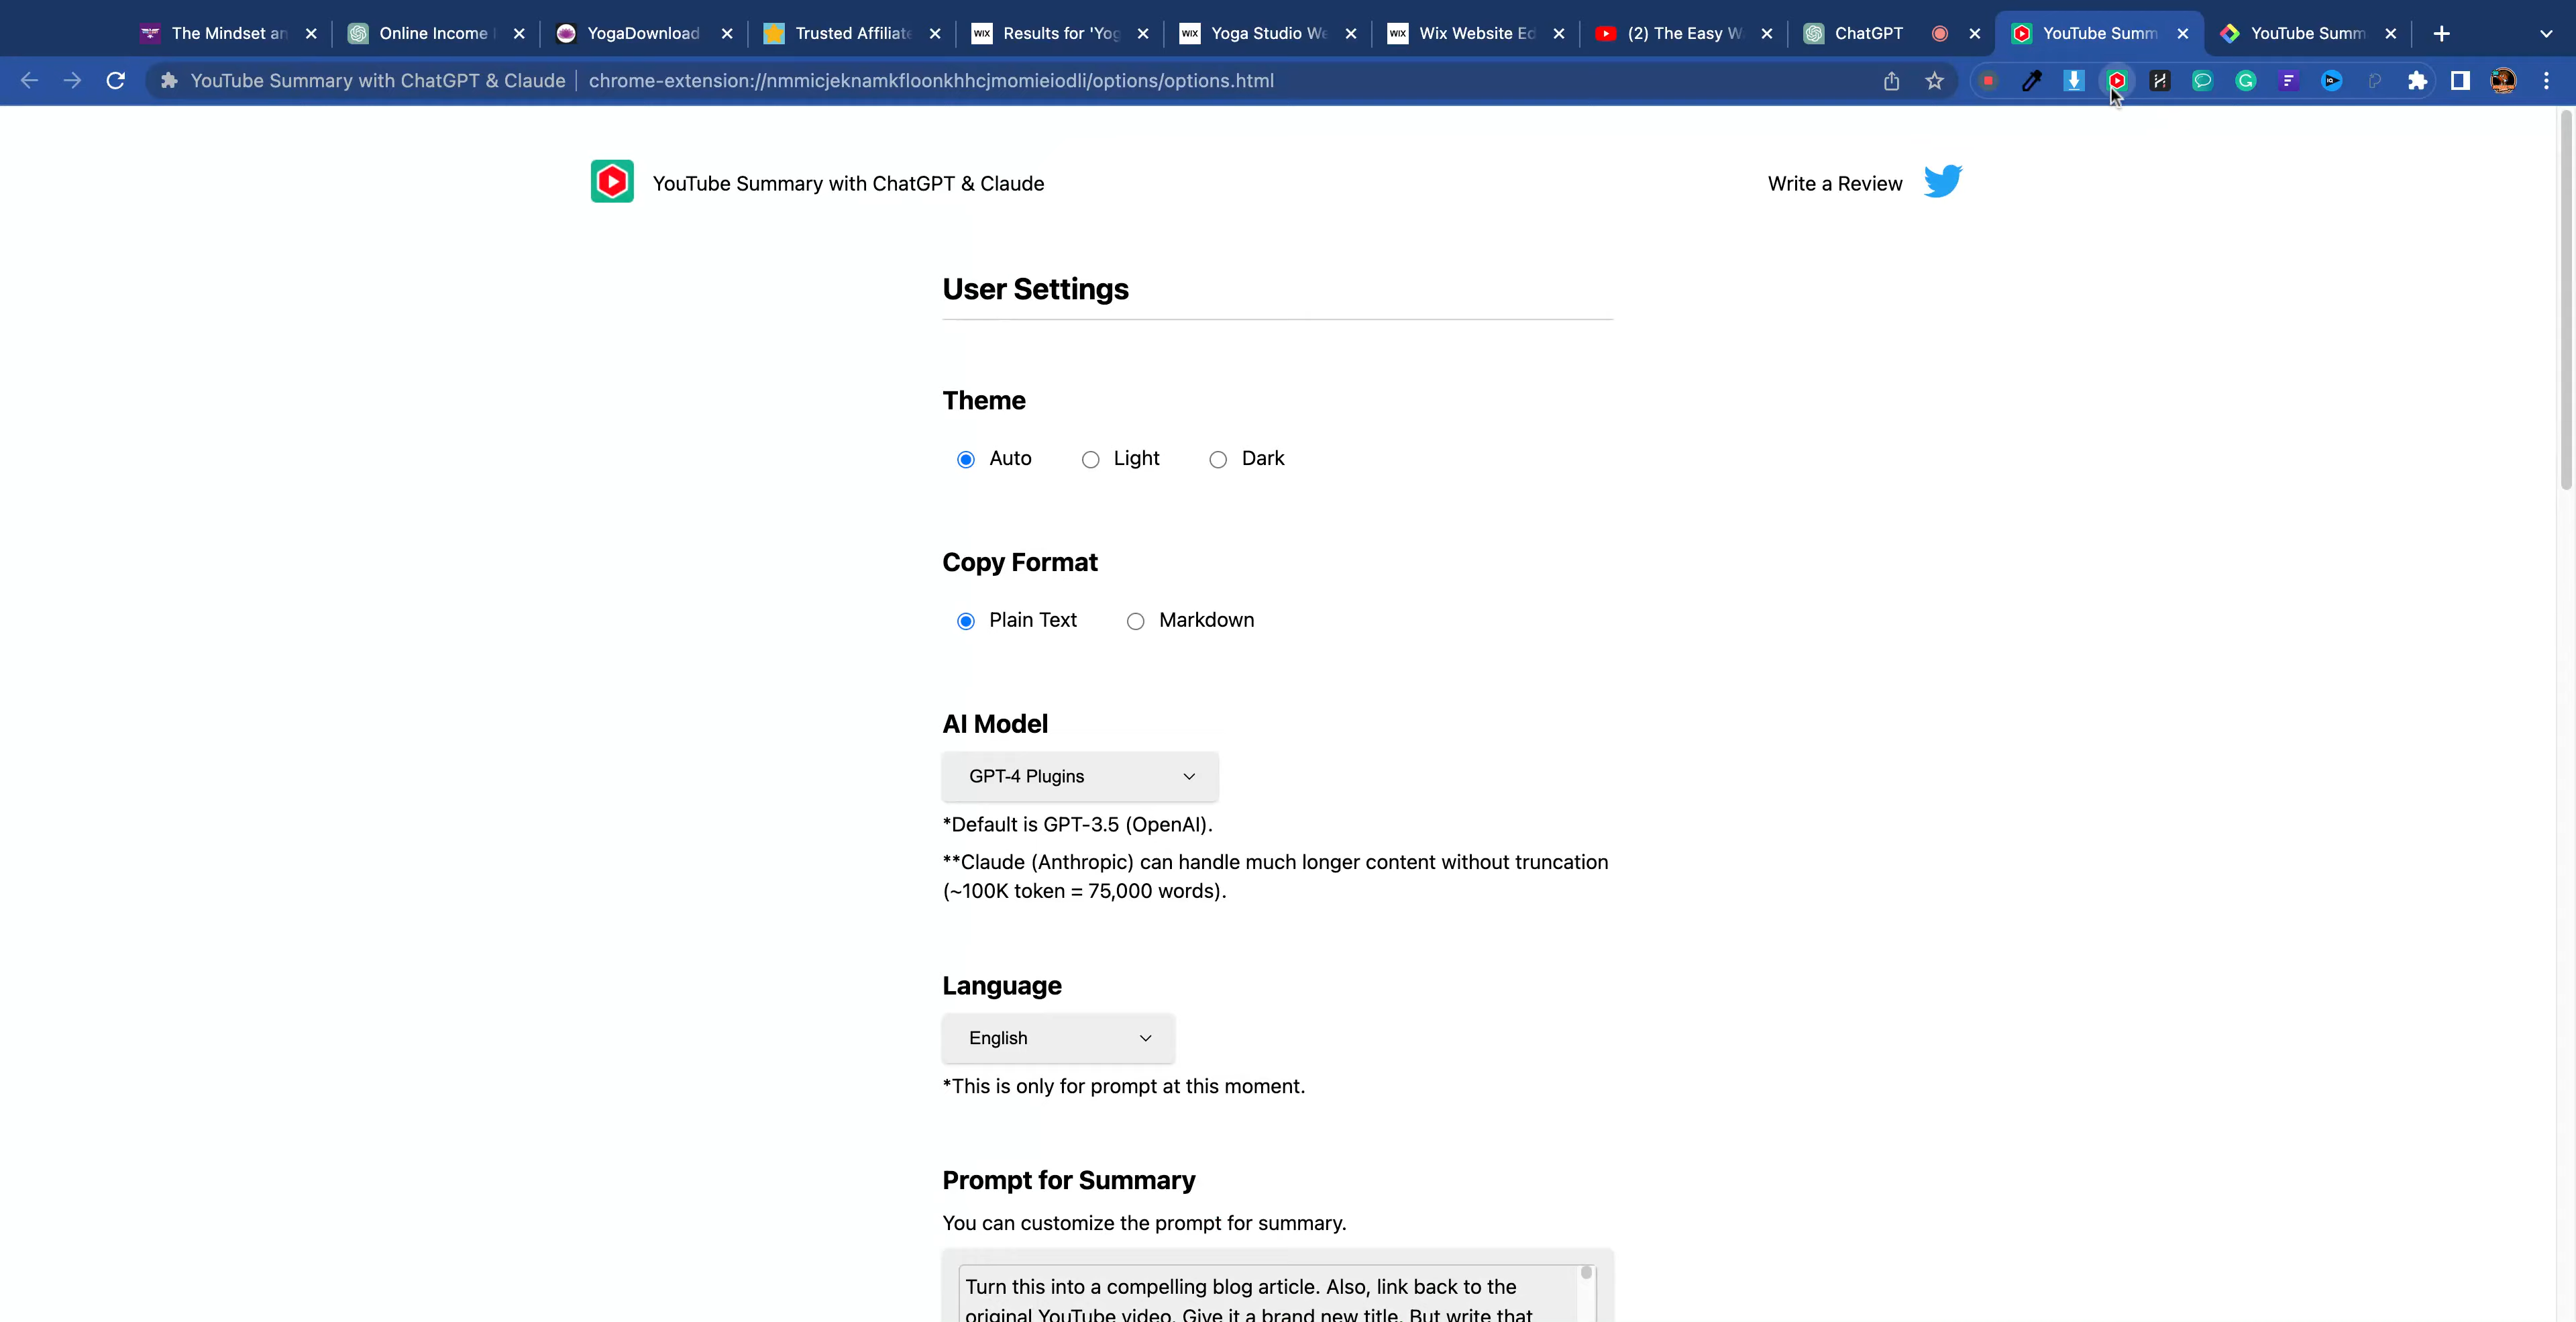 The Mindset an
Online Income
YogaDownload
Trusted Affiliate
WIX Results for 'Yog
WIX Yoga Studio We
WIX Wix Website Ed
(2) The Easy W
ChatGPT
YouTube Summ
YouTube Summ
YouTube Summary with ChatGPT & Claude | chrome-extension://nmmicjeknamkfloonkhhcjmomieiodli/options/options.html
YouTube Summary with ChatGPT & Claude
Write a Review
User Settings
Theme
Auto Light Dark
Copy Format
Plain Text Markdown
AI Model
GPT-4 Plugins
*Default is GPT-3.5 (OpenAI).
**Claude (Anthropic) can handle much longer content without truncation
(~100K token = 75,000 words).
Language
English
*This is only for prompt at this moment.
Prompt for Summary
You can customize the prompt for summary.
Turn this into a compelling blog article. Also, link back to the
original YouTube video. Give it a brand new title. But write that